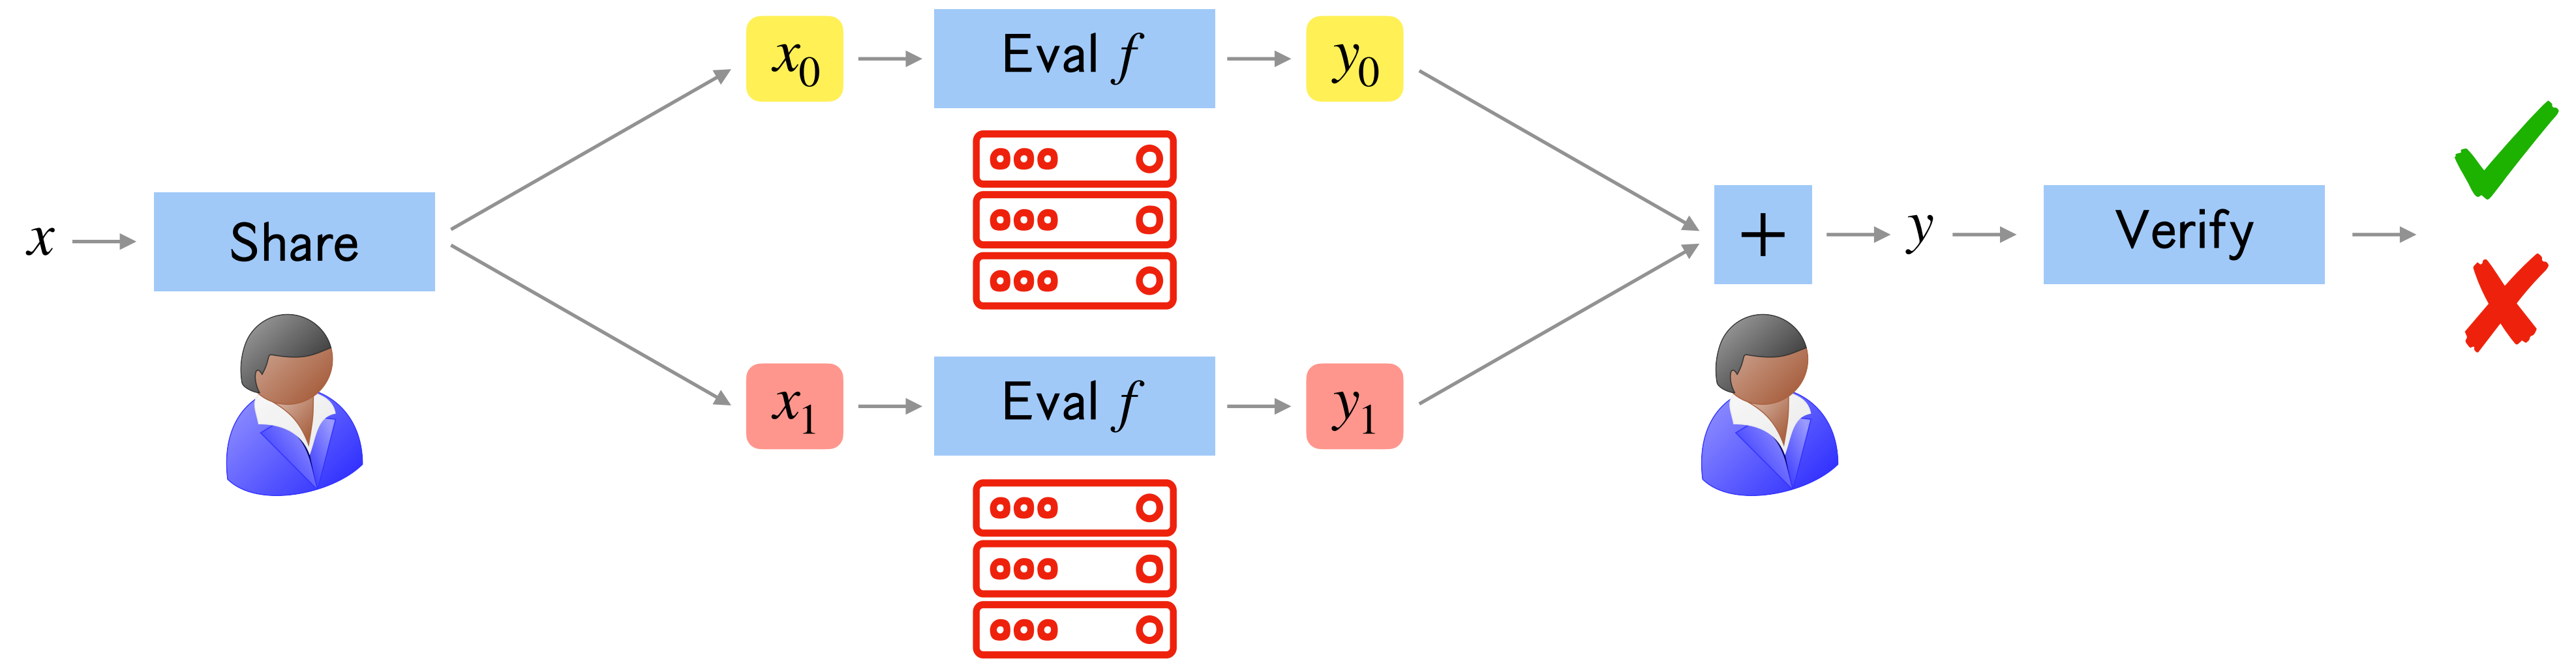 x
Share
x₀
Eval f
y₀
x₁
Eval f
y₁
+
y
Verify